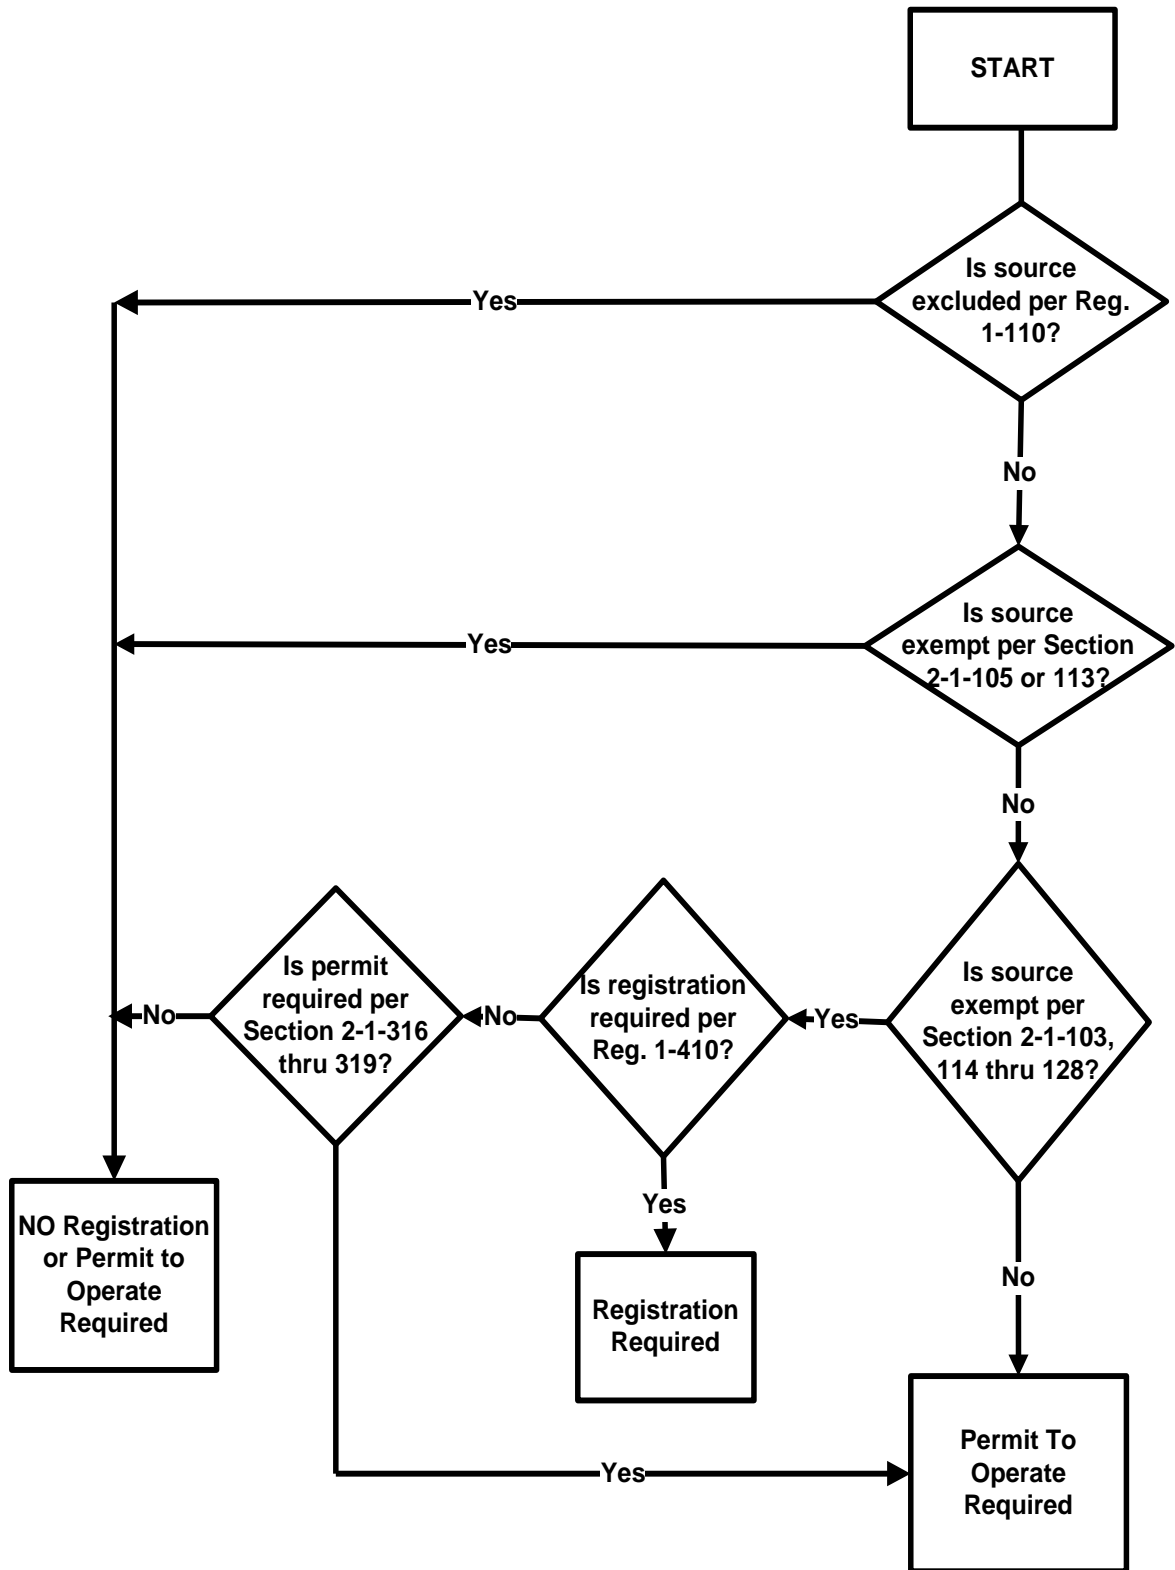 START
Is source
excluded per Reg.
1-110?
Yes
No
Is source
exempt per Section
2-1-105 or 113?
Yes
No
Is source
exempt per
Section 2-1-103,
114 thru 128?
Yes
Is registration
required per
Reg. 1-410?
No
Is permit
required per
Section 2-1-316
thru 319?
No
Yes
No
NO Registration
or Permit to
Operate
Required
Registration
Required
Yes
Permit To
Operate
Required